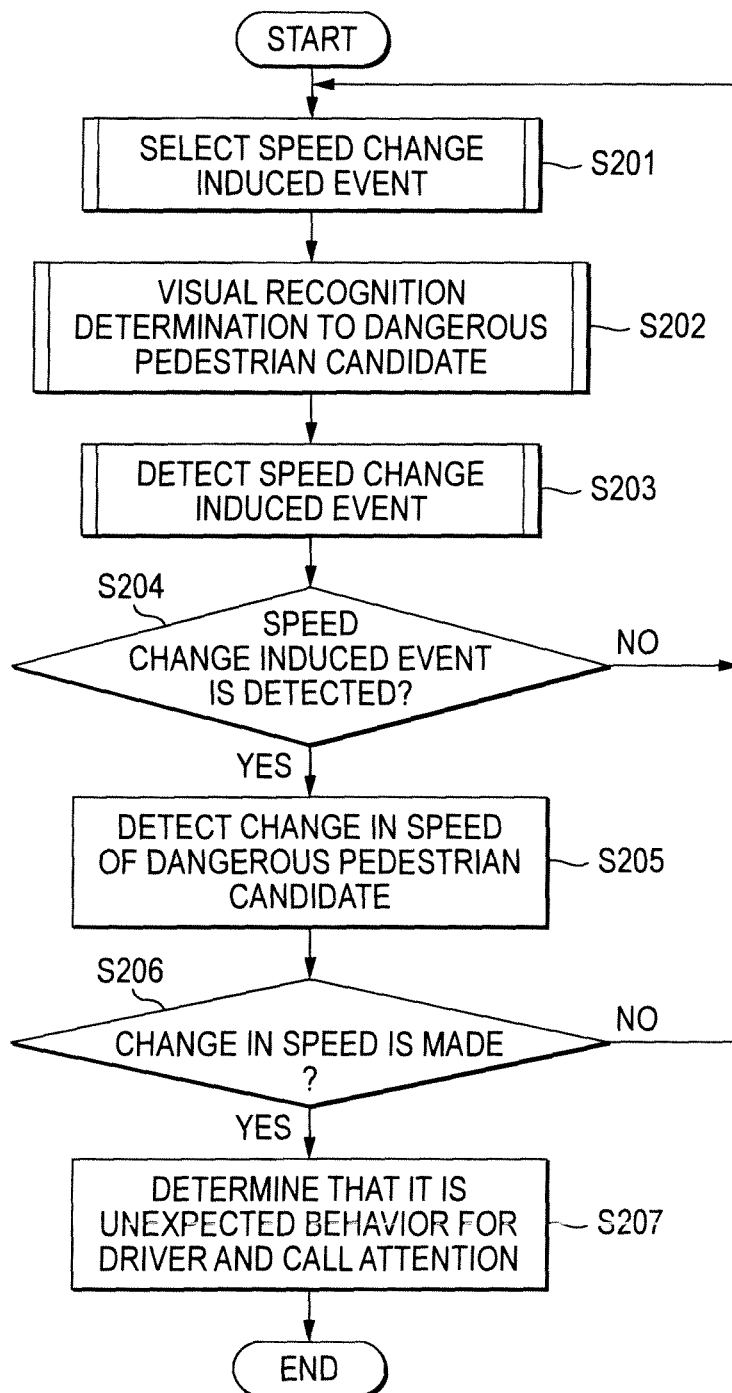 START
SELECT SPEED CHANGE
INDUCED EVENT
S201
VISUAL RECOGNITION
DETERMINATION TO DANGEROUS
PEDESTRIAN CANDIDATE
S202
DETECT SPEED CHANGE
INDUCED EVENT
S203
S204
SPEED
CHANGE INDUCED EVENT
IS DETECTED?
NO
YES
DETECT CHANGE IN SPEED
OF DANGEROUS PEDESTRIAN
CANDIDATE
S205
S206
CHANGE IN SPEED IS MADE
?
NO
YES
DETERMINE THAT IT IS
UNEXPECTED BEHAVIOR FOR
DRIVER AND CALL ATTENTION
S207
END